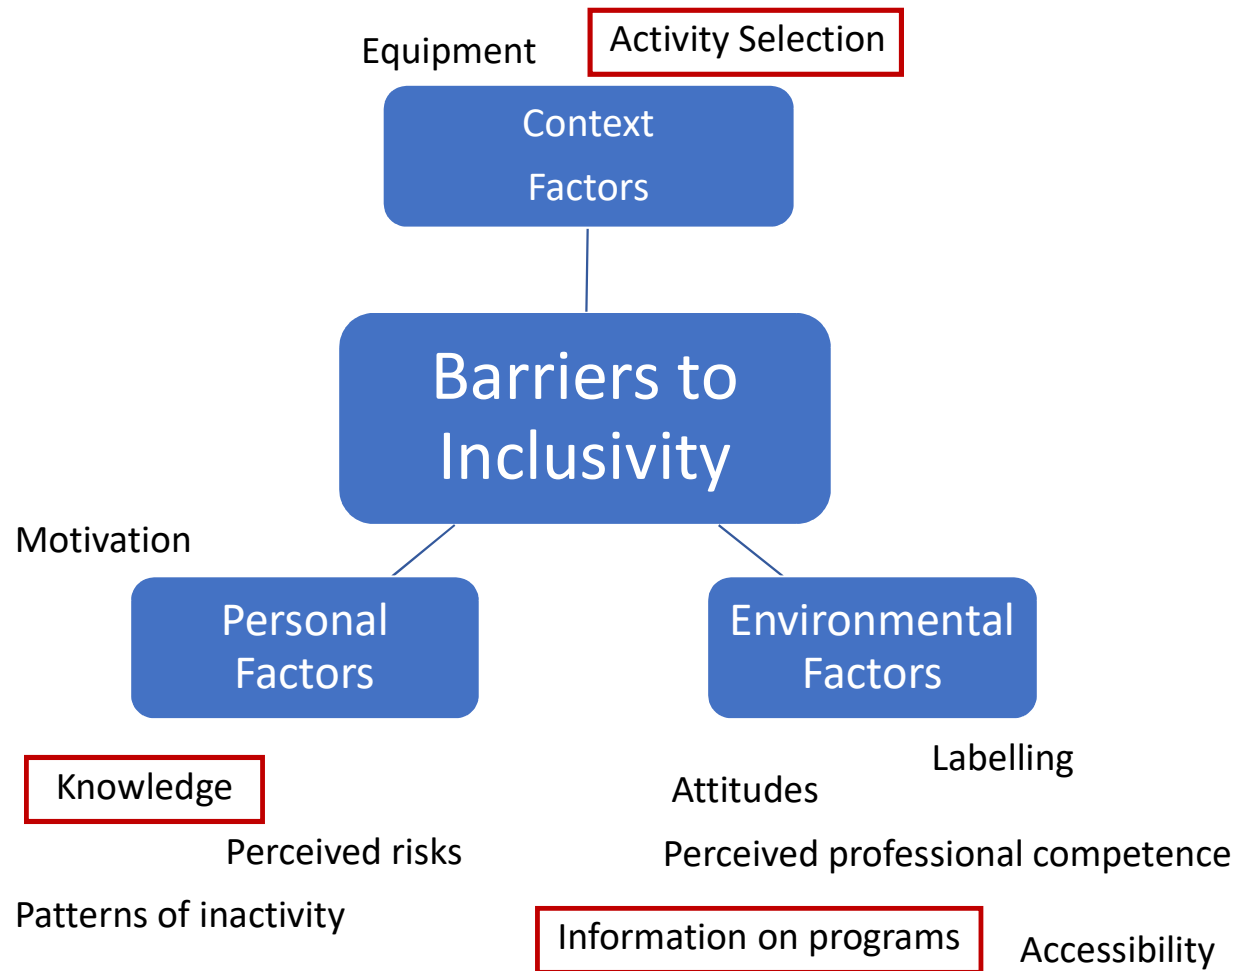 Equipment
Activity Selection
Context
Factors
Barriers to
Inclusivity
Motivation
Personal
Factors
Environmental
Factors
Knowledge
Perceived risks
Patterns of inactivity
Labelling
Attitudes
Perceived professional competence
Information on programs
Accessibility